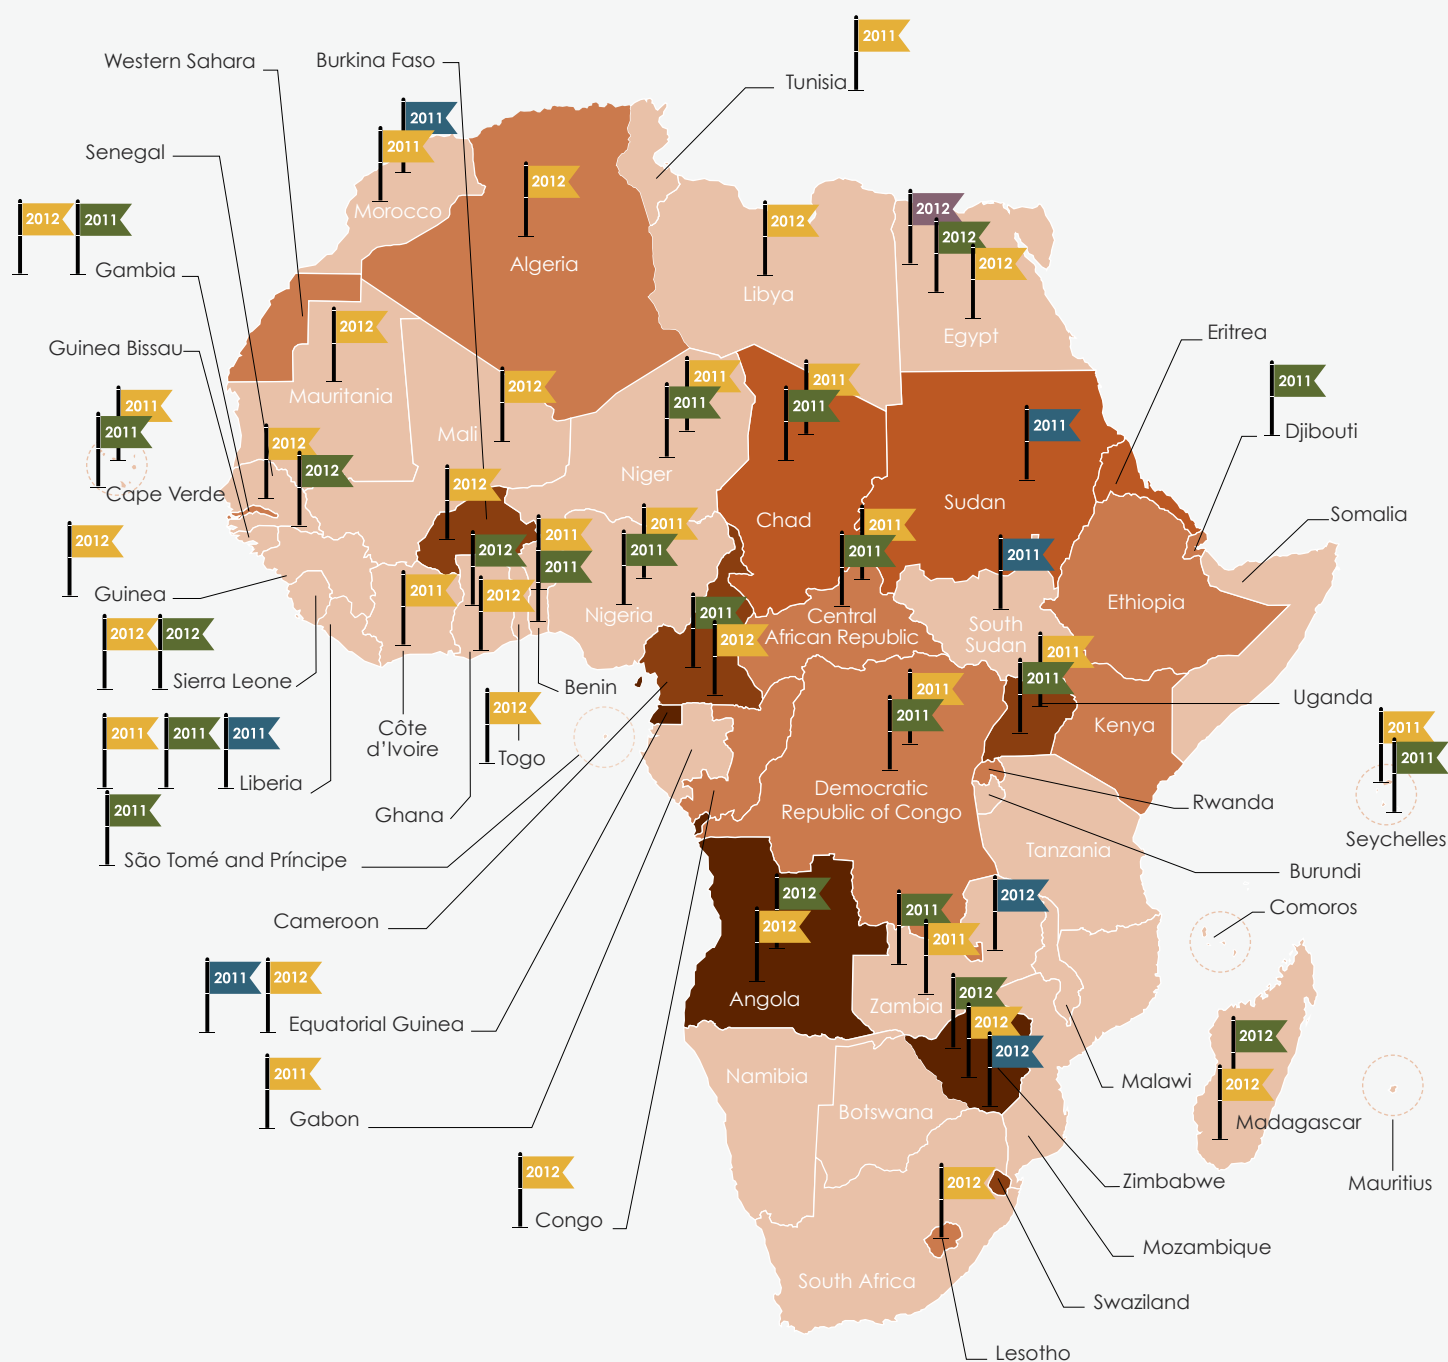 2011
Western Sahara
Burkina Faso
Tunisia
2011
2011
Senegal
2012
Morocco
2012
2011
2012
2012
2012
2012
Gambia
Algeria
Libya
2012
Egypt
Eritrea
Guinea Bissau
2011
2011
2012
2011
2011
2011
Mauritania
2011
2011
2011
2011
Djibouti
Mali
2012
2012
Niger
Cape Verde
2012
Sudan
Somalia
Chad
2011
2011
2011
2012
2012
2011
2011
2011
2011
2011
Guinea
2012
2011
Ethiopia
2011
Nigeria
Central
African Republic
South
Sudan
2012
2012
2012
2011
2011
Sierra Leone
Benin
2011
Uganda
2012
2011
Kenya
2011
2011
2011
2011
2011
Côte
d'Ivoire
Togo
2011
Liberia
Democratic
Republic of Congo
Rwanda
2011
Ghana
Seychelles
São Tomé and Príncipe
Tanzania
Burundi
2012
2012
2011
Comoros
Cameroon
2012
2011
2011
2012
Angola
2012
Zambia
Equatorial Guinea
2012
2012
2012
2011
Namibia
Malawi
2012
Botswana
Gabon
Madagascar
2012
2012
Zimbabwe
Mauritius
Congo
Mozambique
South Africa
Swaziland
Lesotho